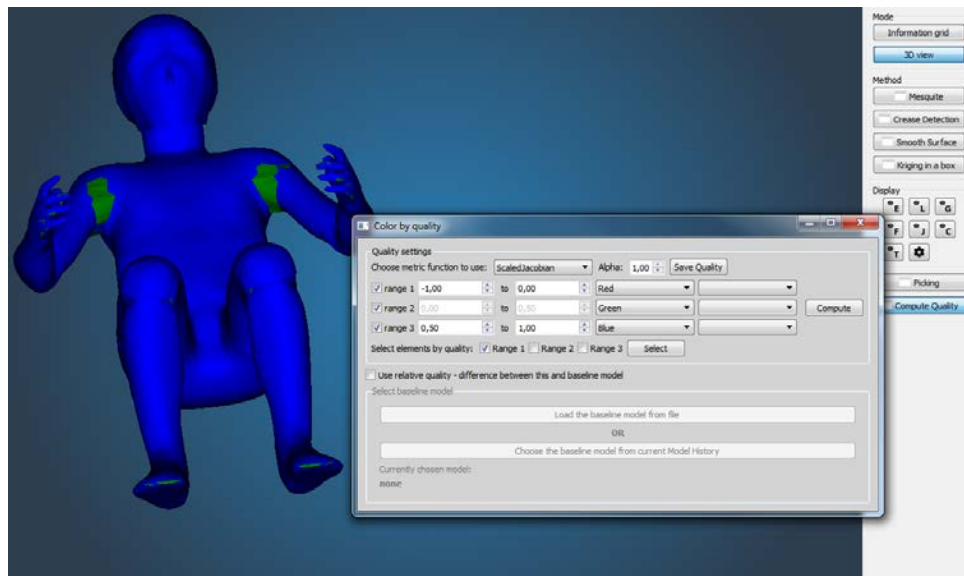 Mode
Information grid
3D view
Method
Mesquite
Crease Detection
Smooth Surface
Kriging in a box
Display
E L G
F J C
T
Picking
Compute Quality
Color by quality
Quality settings
Choose metric function to use: ScaledJacobian Alpha: 1,00 Save Quality
range 1 -1,00 to 0,00 Red
range 2 0,00 to 0,50 Green Compute
range 3 0,50 to 1,00 Blue
Select elements by quality: Range 1 Range 2 Range 3 Select
Use relative quality - difference between this and baseline model
Select baseline model
Load the baseline model from file
OR
Choose the baseline model from current Model History
Currently chosen model:
none